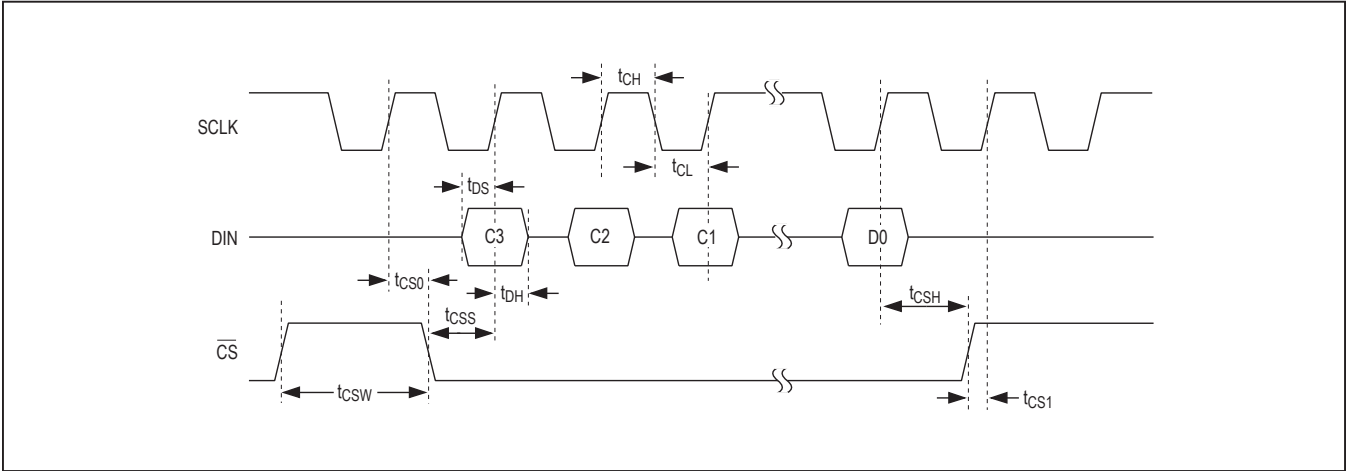 tCH
SCLK
tCL
tDS
DIN
C3
C2
C1
D0
tCS0
tDH
tCSH
tCSS
CS
tCSW
tCS1